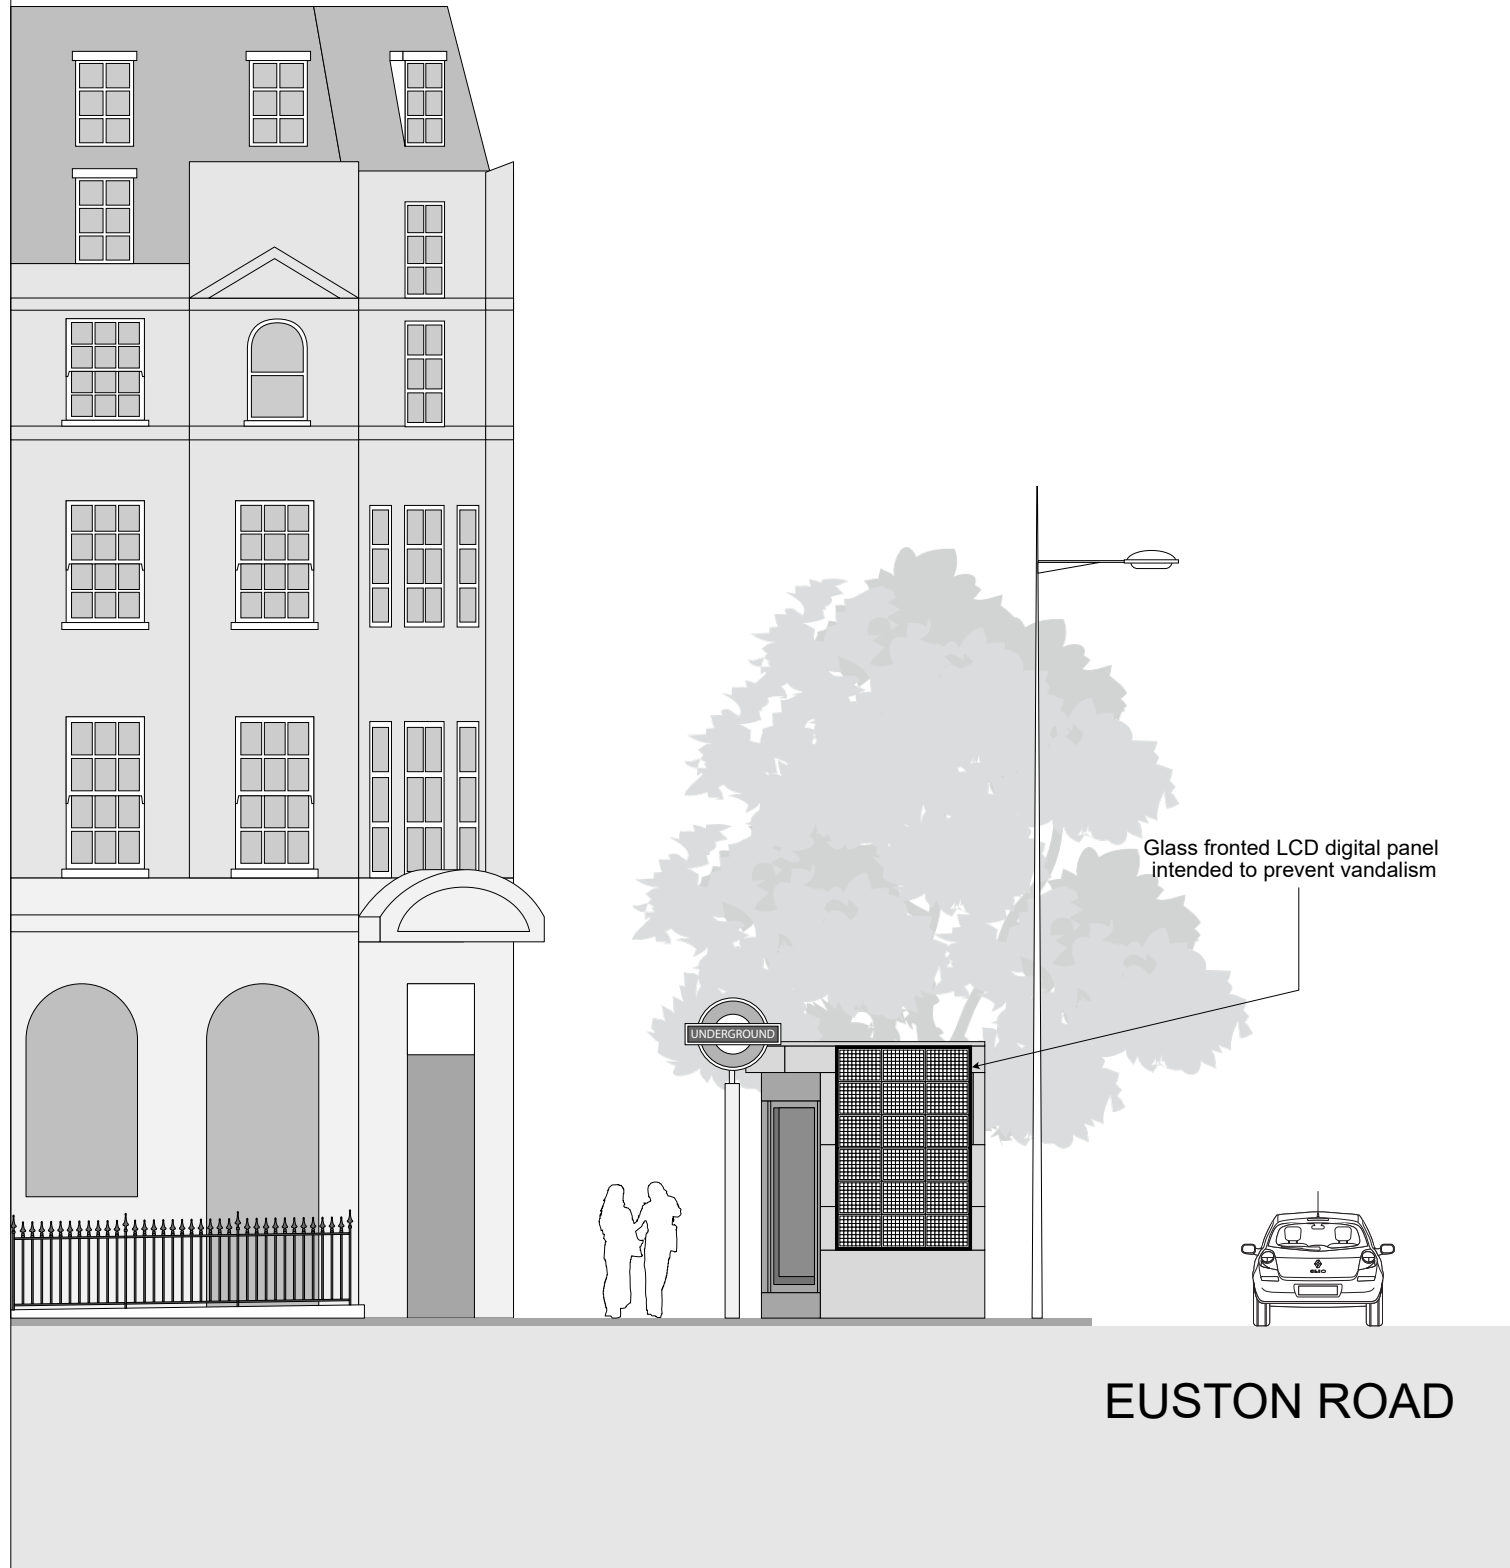 Glass fronted LCD digital panel
intended to prevent vandalism
UNDERGROUND
EUSTON ROAD